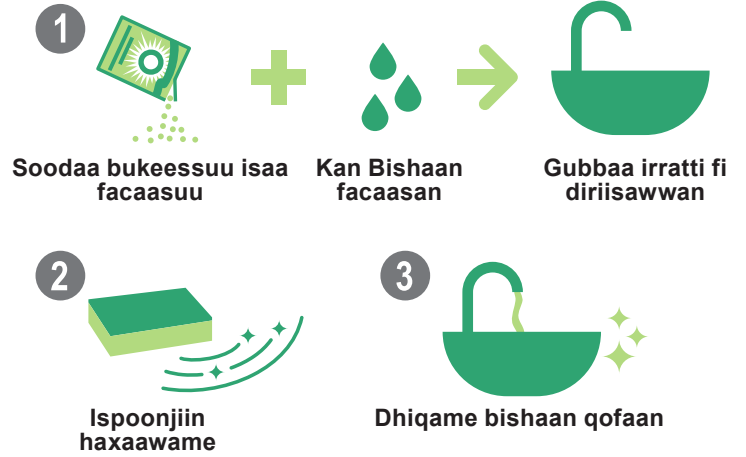 1
Soodaa bukeessuu isaa
facaasuu
Kan Bishaan
facaasan
Gubbaa irratti fi
diriisawwan
2
Ispoonjiin
haxaawame
3
Dhiqame bishaan qofaan